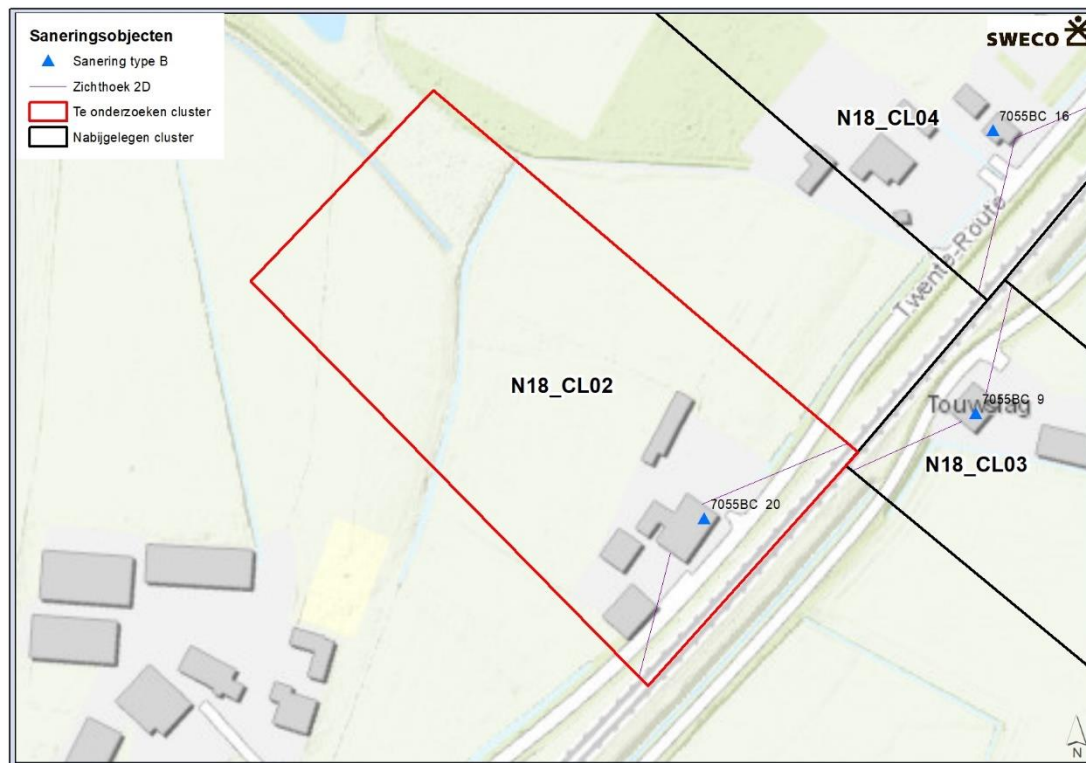 Saneringsobjecten
Sanering type B
Zichthoek 2D
Te onderzoeken cluster
Nabijgelegen cluster
SWECO
N18_CL04
7055BC 16
Twente-Route
N18_CL02
7055BC 9
Touwslag
N18_CL03
7055BC 20
N